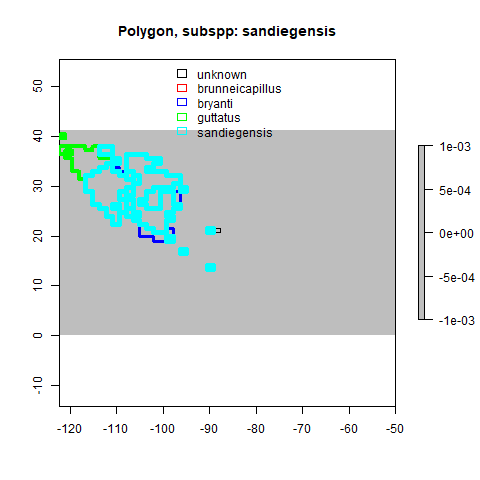 Polygon, subspp: sandiegensis
unknown
brunneicapillus
bryanti
guttatus
sandiegensis
50
40
30
20
10
0
-10
-120
-110
-100
-90
-80
-70
-60
-50
1e-03
5e-04
0e+00
-5e-04
-1e-03